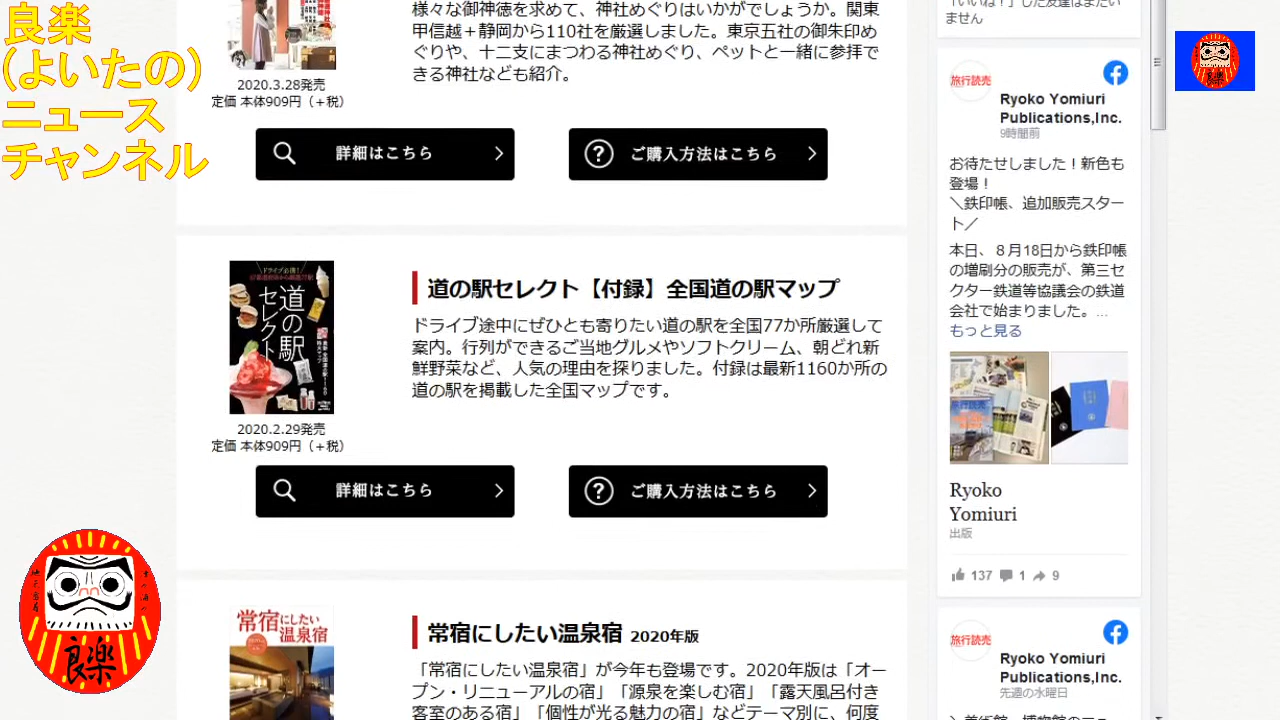 良楽
(よいたの)
ニュース
チャンネル
様々な御神徳を求めて、神社めぐりはいかがでしょうか。関東
甲信越＋静岡から110社を厳選しました。東京五社の御朱印め
ぐりや、十二支にまつわる神社めぐり、ペットと一緒に参拝で
きる神社なども紹介。
2020.3.28発売
定価 本体909円（＋税）
詳細はこちら
ご購入方法はこちら
道の駅セレクト【付録】全国道の駅マップ
ドライブ途中にぜひとも寄りたい道の駅を全国77か所厳選して
案内。行列ができるご当地グルメやソフトクリーム、朝どれ新
鮮野菜など、人気の理由を探りました。付録は最新1160か所の
道の駅を掲載した全国マップです。
ドライブ必携！
道の駅
セレクト
2020.2.29発売
定価 本体909円（＋税）
詳細はこちら
ご購入方法はこちら
常宿にしたい
温泉宿
常宿にしたい温泉宿 2020年版
「常宿にしたい温泉宿」が今年も登場です。2020年版は「オー
プン・リニューアルの宿」「源泉を楽しむ宿」「露天風呂付き
客室のある宿」「個性が光る魅力の宿」などテーマ別に、何度
「いいね！」した友達はまだい
ません
旅行読売
Ryoko Yomiuri
Publications,Inc.
9時間前
お待たせしました！新色も
登場！
＼鉄印帳、追加販売スター
ト／
本日、８月18日から鉄印帳
の増刷分の販売が、第三セ
クター鉄道等協議会の鉄道
会社で始まりました。...
もっと見る
Ryoko
Yomiuri
出版
137 1 9
旅行読売
Ryoko Yomiuri
Publications,Inc.
先週の水曜日
良楽
良楽